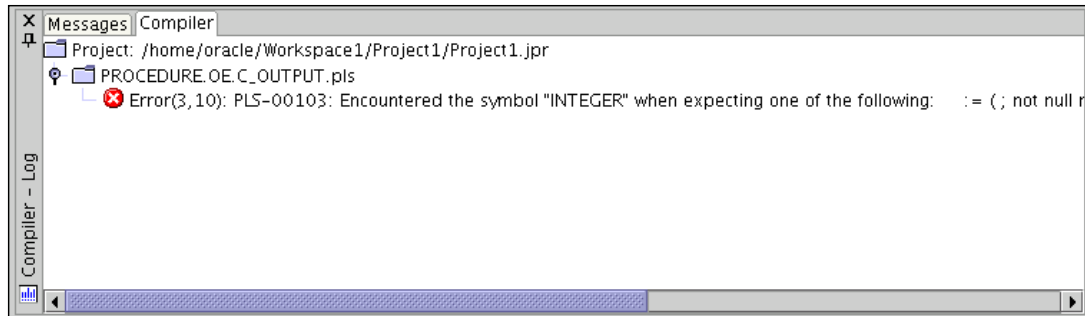 Messages Compiler
Project: /home/oracle/Workspace1/Project1/Project1.jpr
PROCEDURE.OE.C_OUTPUT.pls
Error(3,10): PLS-00103: Encountered the symbol "INTEGER" when expecting one of the following: := ( ; not null r
Compiler - Log